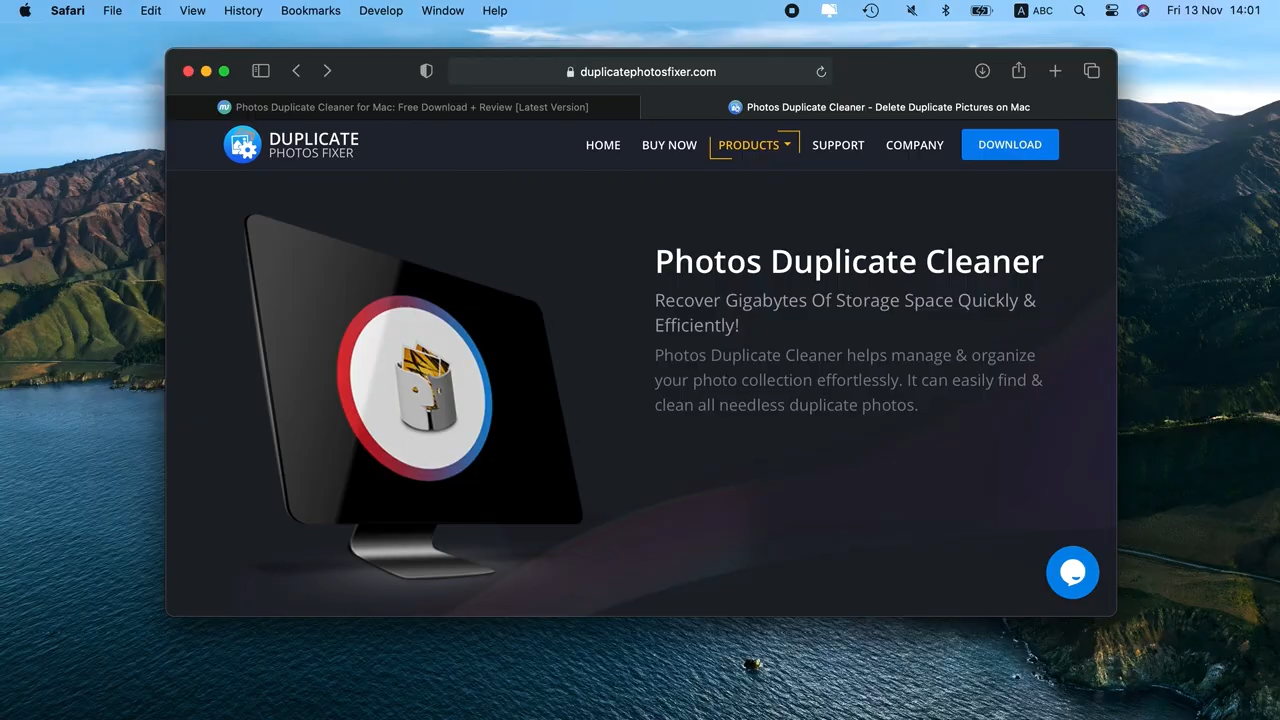 Safari File Edit View History Bookmarks Develop Window Help A ABC Fri 13 Nov 14:01
duplicatephotosfixer.com
Photos Duplicate Cleaner for Mac: Free Download + Review [Latest Version] Photos Duplicate Cleaner - Delete Duplicate Pictures on Mac
DUPLICATE
PHOTOS FIXER
HOME BUY NOW PRODUCTS SUPPORT COMPANY DOWNLOAD
Photos Duplicate Cleaner
Recover Gigabytes Of Storage Space Quickly &
Efficiently!
Photos Duplicate Cleaner helps manage & organize
your photo collection effortlessly. It can easily find &
clean all needless duplicate photos.